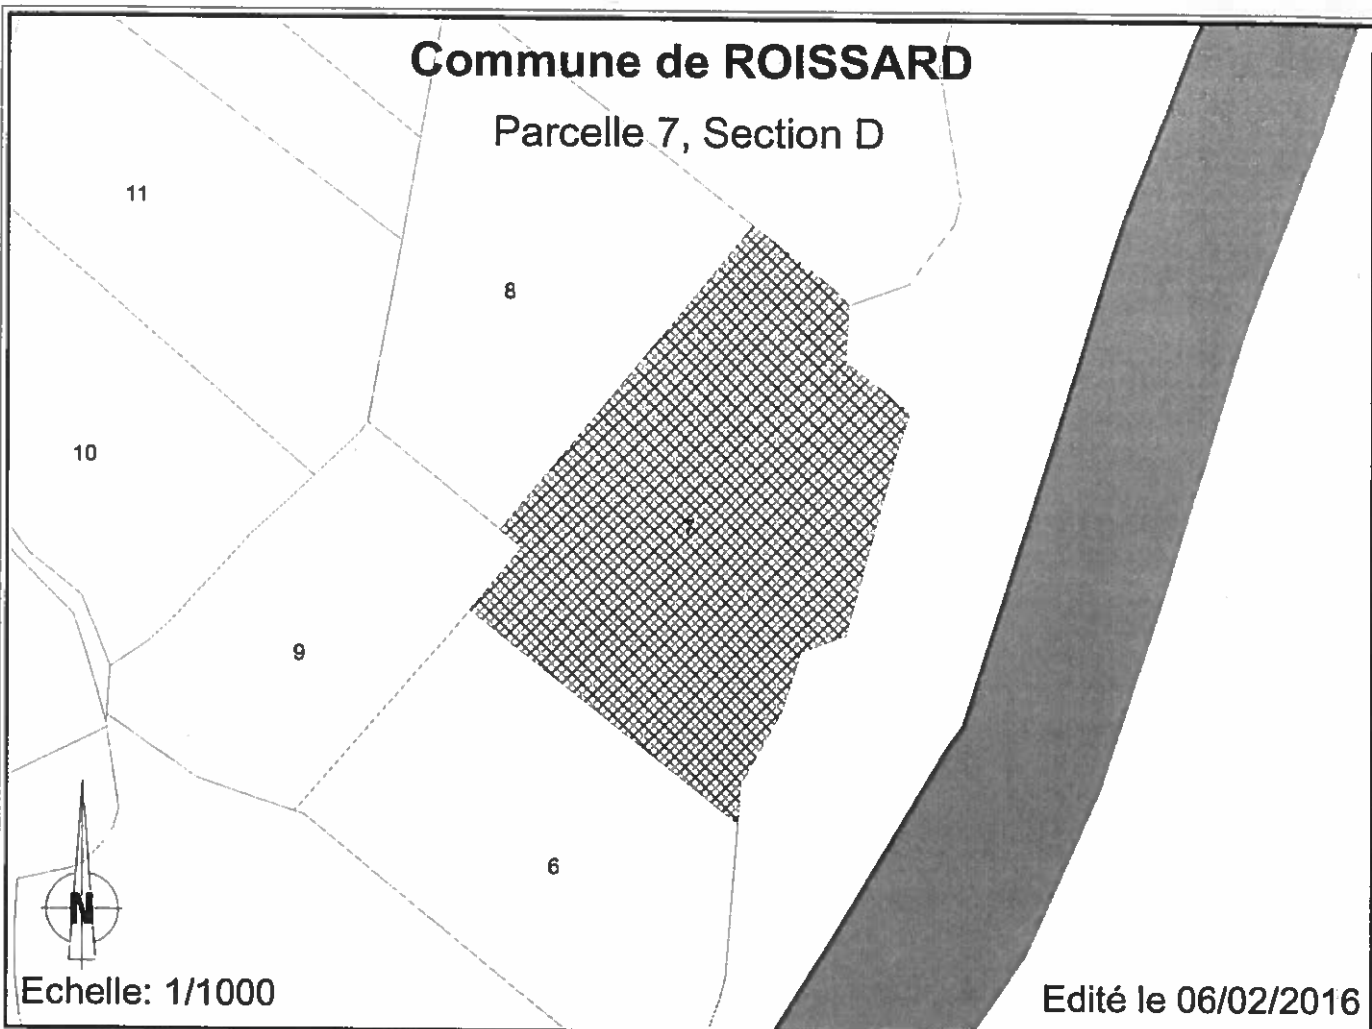 Commune de ROISSARD
Parcelle 7, Section D
11
8
10
7
9
6
N
Echelle: 1/1000
Edité le 06/02/2016